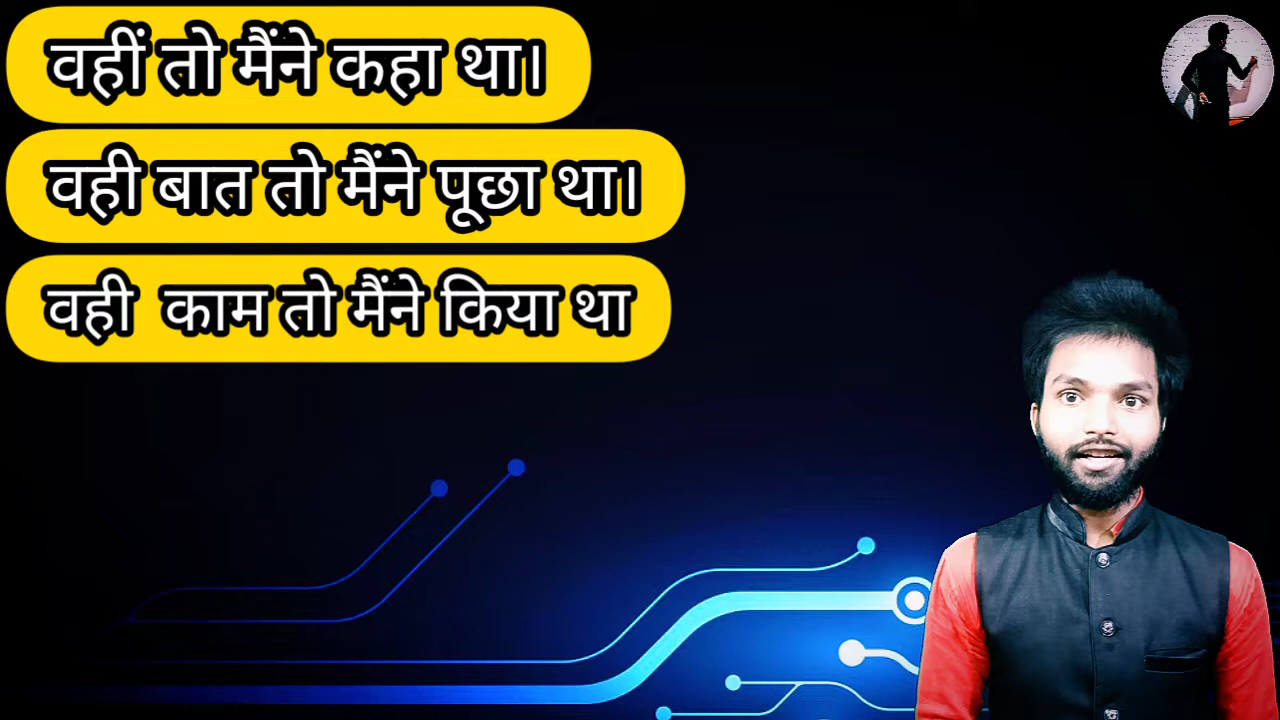 वहीं तो मैंने कहा था।
वही बात तो मैंने पूछा था।
वही काम तो मैंने किया था